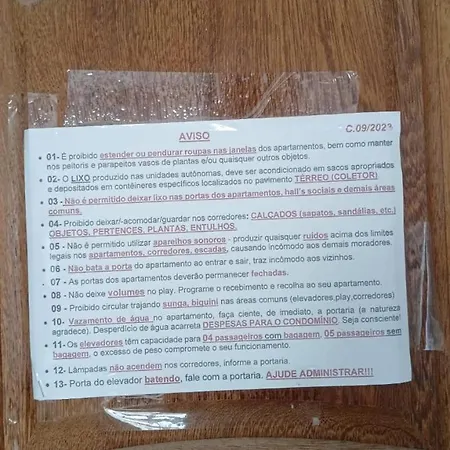 AVISO
C.09/2023
01- É proibido estender ou pendurar roupas nas janelas dos apartamentos, bem como manter
nos peitoris e parapeitos vasos de plantas e/ou quaisquer outros objetos.
02- O LIXO produzido nas unidades autônomas, deve ser acondicionado em sacos apropriados
e depositados em contêineres específicos localizados no pavimento TÉRREO (COLETOR)
03 - Não é permitido deixar lixo nas portas dos apartamentos, hall's sociais e demais áreas
comuns.
04- Proibido deixar/-acomodar/guardar nos corredores: CALÇADOS (sapatos, sandálias, etc.)
OBJETOS, PERTENCES, PLANTAS, ENTULHOS.
05 - Não é permitido utilizar aparelhos sonoros - produzir quaisquer ruídos acima dos limites
legais nos apartamentos, corredores, escadas, causando incômodo aos demais moradores.
06 - Não bata a porta do apartamento ao entrar e sair, traz incômodo aos vizinhos.
07 - As portas dos apartamentos deverão permanecer fechadas.
08 - Não deixe volumes no play. Programe o recebimento e recolha ao seu apartamento.
09 - Proibido circular trajando sunga, biquini nas áreas comuns (elevadores,play,corredores)
10- Vazamento de água no apartamento, faça ciente, de imediato, a portaria (a natureza
agradece). Desperdício de água acarreta DESPESAS PARA O CONDOMÍNIO. Seja consciente!
11- Os elevadores têm capacidade para 04 passageiros com bagagem, 05 passageiros sem
bagagem, o excesso de peso compromete o seu funcionamento.
12- Lâmpadas não acendem nos corredores, informe a portaria.
13- Porta do elevador batendo, fale com a portaria. AJUDE ADMINISTRAR!!!